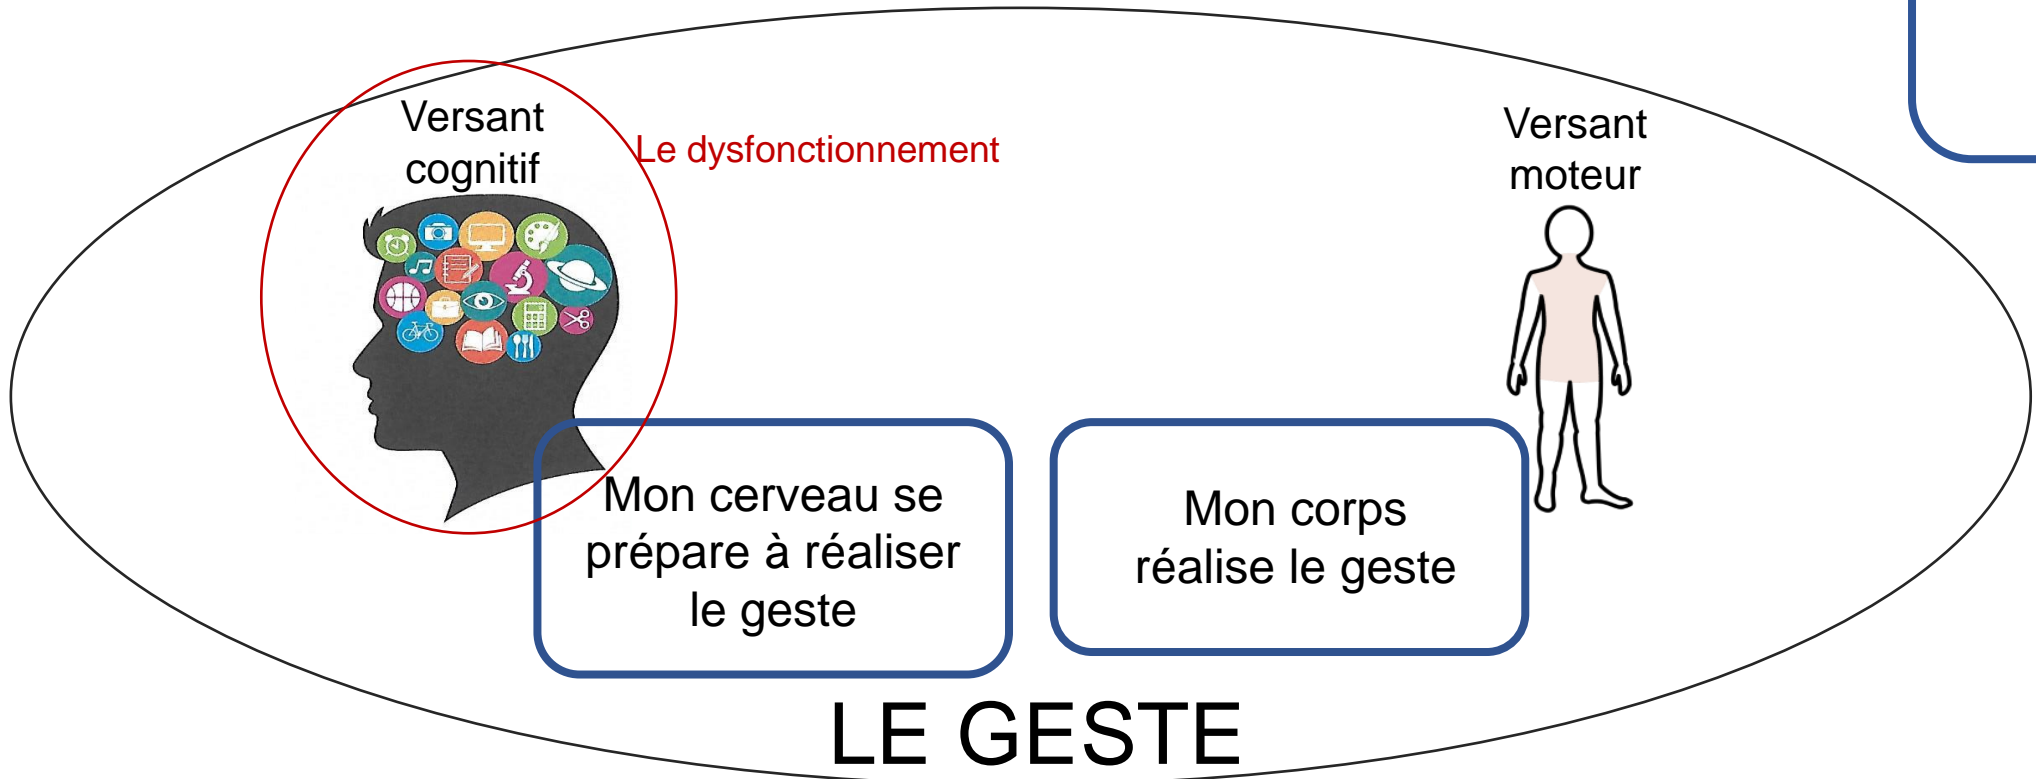 Versant
cognitif
Le dysfonctionnement
Versant
moteur
Mon cerveau se
prépare à réaliser
le geste
Mon corps
réalise le geste
LE GESTE